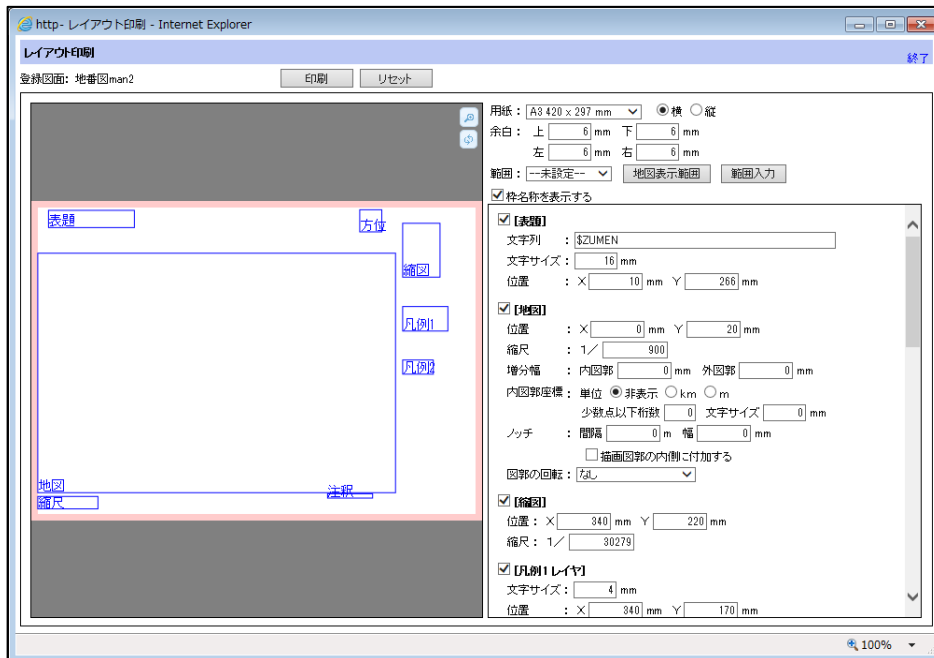 http- レイアウト印刷 - Internet Explorer
レイアウト印刷
終了
登録図面: 地番図man2 印刷 リセット
用紙： A3 420 x 297 mm 横 縦
余白： 上 6 mm 下 6 mm
左 6 mm 右 6 mm
範囲： --未設定-- 地図表示範囲 範囲入力
枠名称を表示する
表題
方位
縮図
凡例1
凡例2
地図
注釈
縮尺
[表題]
文字列 ： $ZUMEN
文字サイズ： 16 mm
位置 ： X 10 mm Y 266 mm
[地図]
位置 ： X 0 mm Y 20 mm
縮尺 ： 1／ 900
増分幅 ： 内図郭 0 mm 外図郭 0 mm
内図郭座標： 単位 非表示 km m
少数点以下桁数 0 文字サイズ 0 mm
ノッチ ： 間隔 0 m 幅 0 mm
描画図郭の内側に付加する
図郭の回転： なし
[縮図]
位置： X 340 mm Y 220 mm
縮尺： 1／ 30279
[凡例1 レイヤ]
文字サイズ： 4 mm
位置 ： X 340 mm Y 170 mm
100%